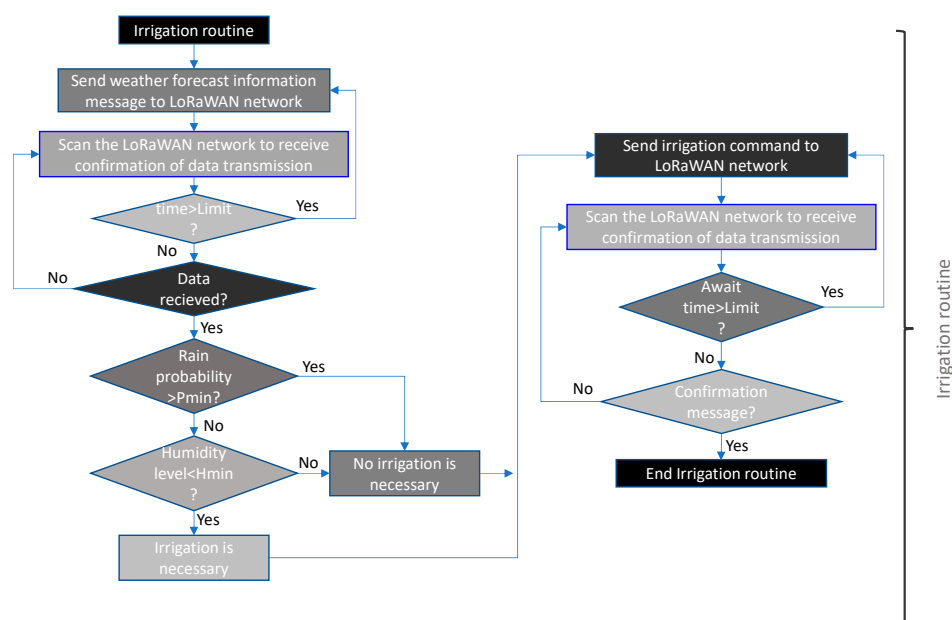 Irrigation routine
Send weather forecast information
message to LoRaWAN network
Scan the LoRaWAN network to receive
confirmation of data transmission
time>Limit
?
Yes
No
Data
recieved?
No
Yes
Rain
probability
>Pmin?
Yes
No
Humidity
level<Hmin
?
No
Yes
No irrigation is
necessary
Irrigation is
necessary
Send irrigation command to
LoRaWAN network
Scan the LoRaWAN network to receive
confirmation of data transmission
Await
time>Limit
?
Yes
No
Confirmation
message?
No
Yes
End Irrigation routine
Irrigation routine